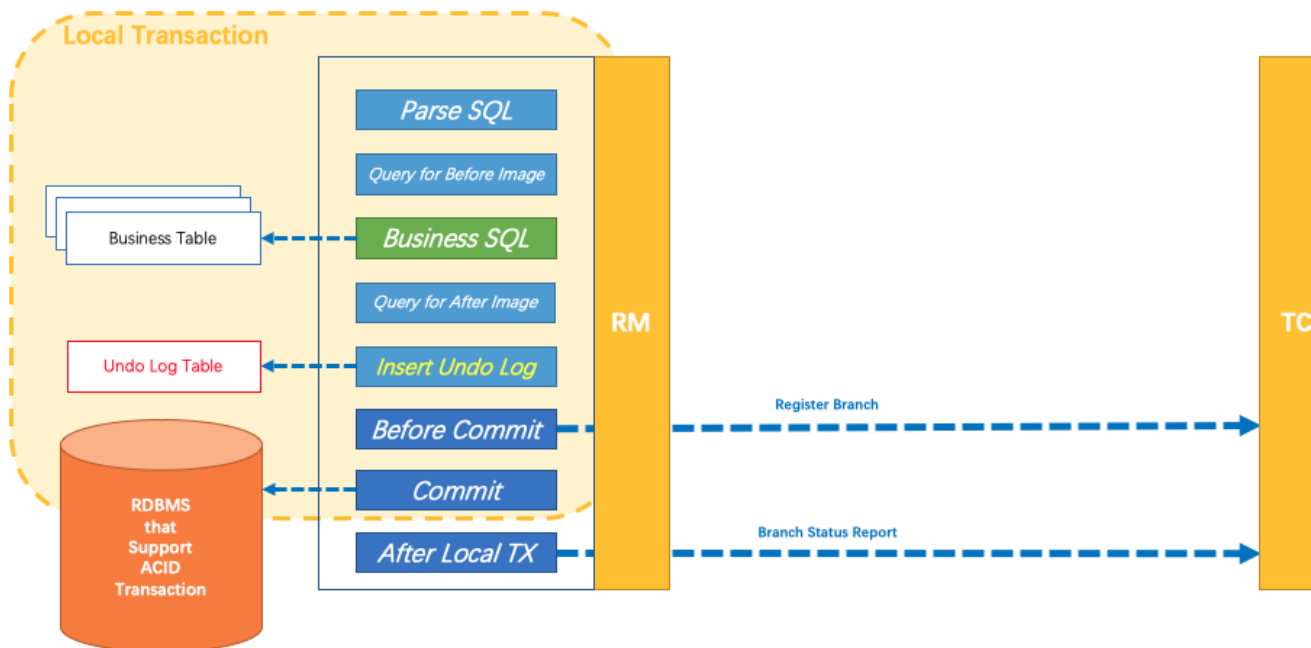 Local Transaction
Parse SQL
Query for Before Image
Business Table
Business SQL
Query for After Image
RM
TC
Undo Log Table
Insert Undo Log
Register Branch
Before Commit
Commit
RDBMS
that
Support
ACID
Transaction
Branch Status Report
After Local TX